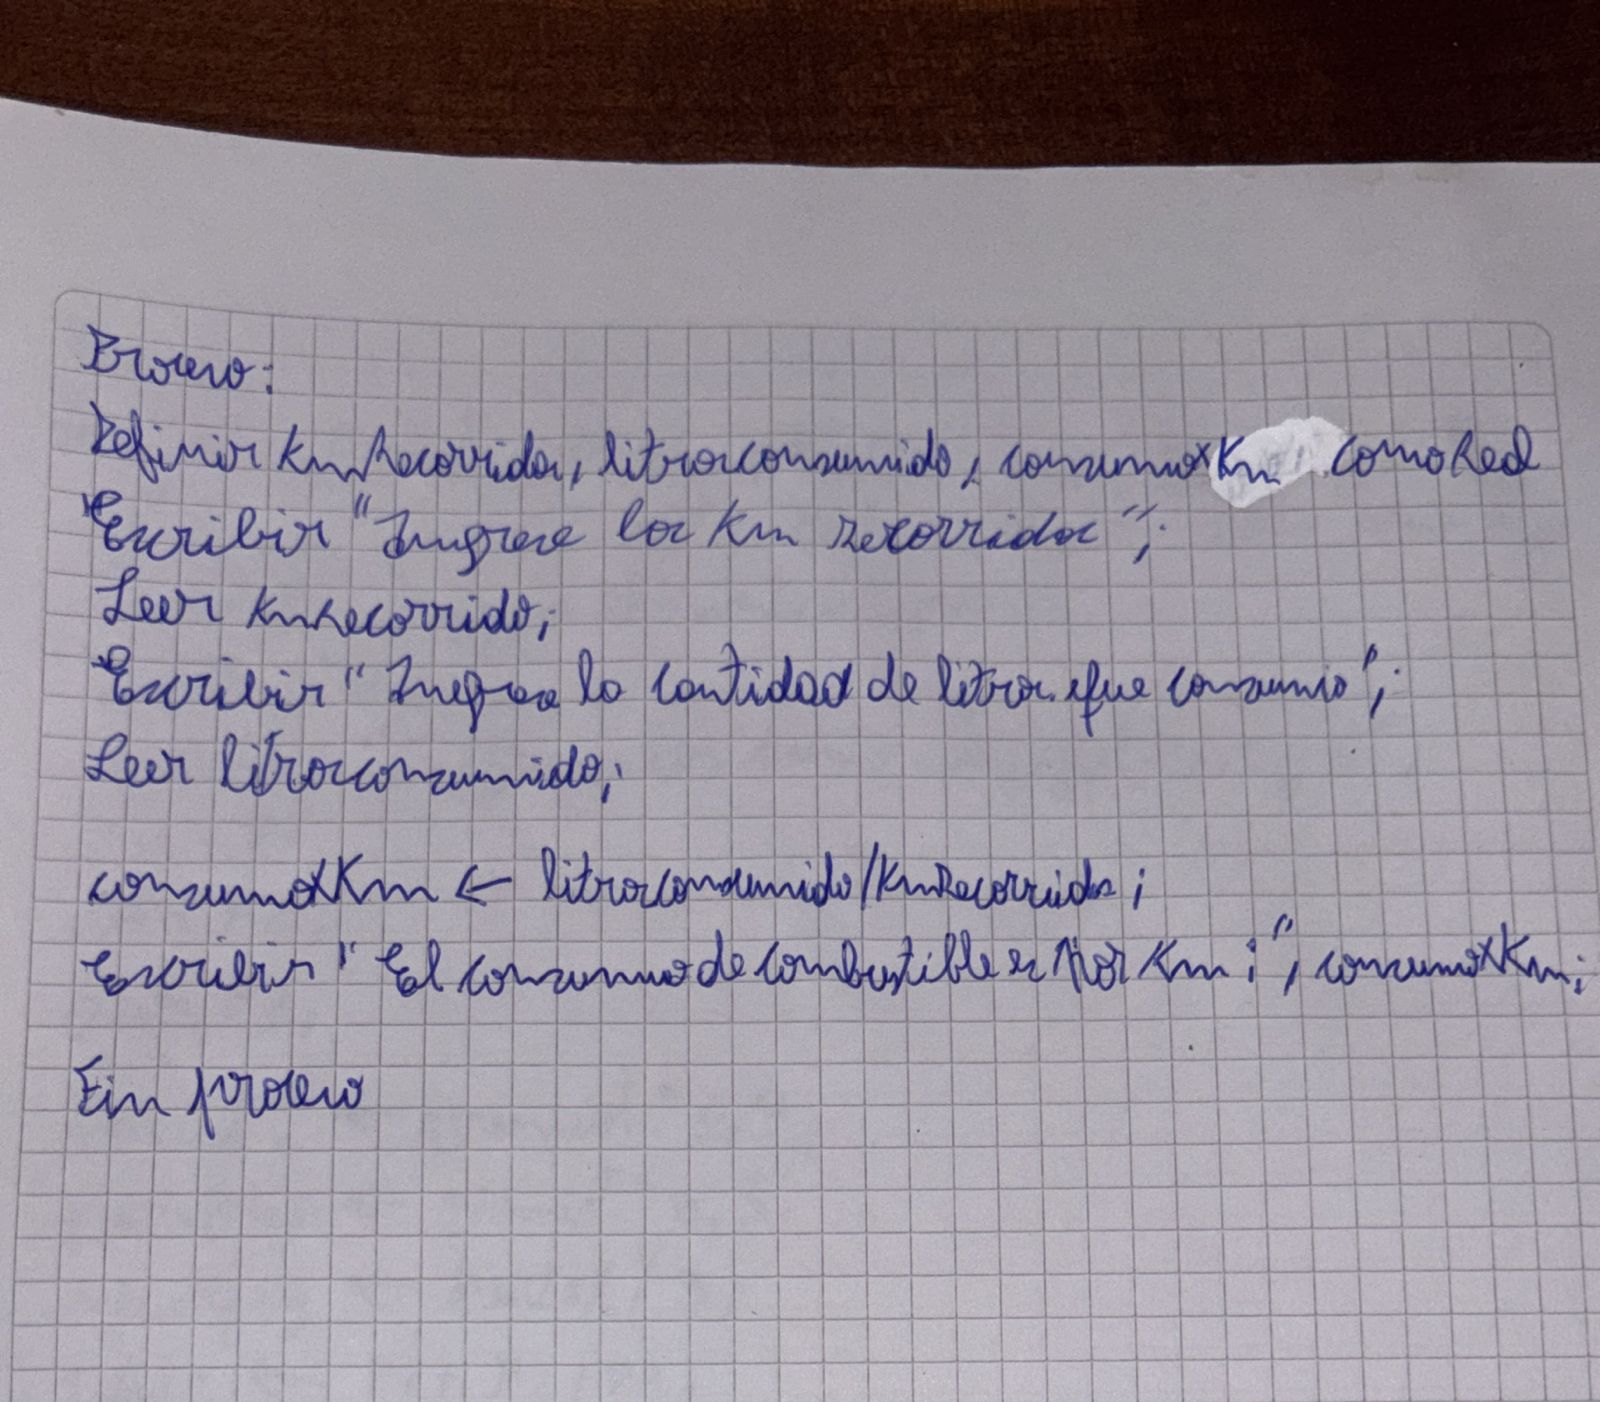 Proceso:
Definir KmRecorridos, litrosconsumido, consumoxKm como Real
Escribir "Ingrese los Km recorridos";
Leer KmRecorrido;
Escribir "Ingrese la cantidad de litros que consumio";
Leer litrosconsumido;
consumoxKm ← litrosconsumido/KmRecorridos;
Escribir "El consumo de combustible es por Km:", consumoxKm;
Fin proceso